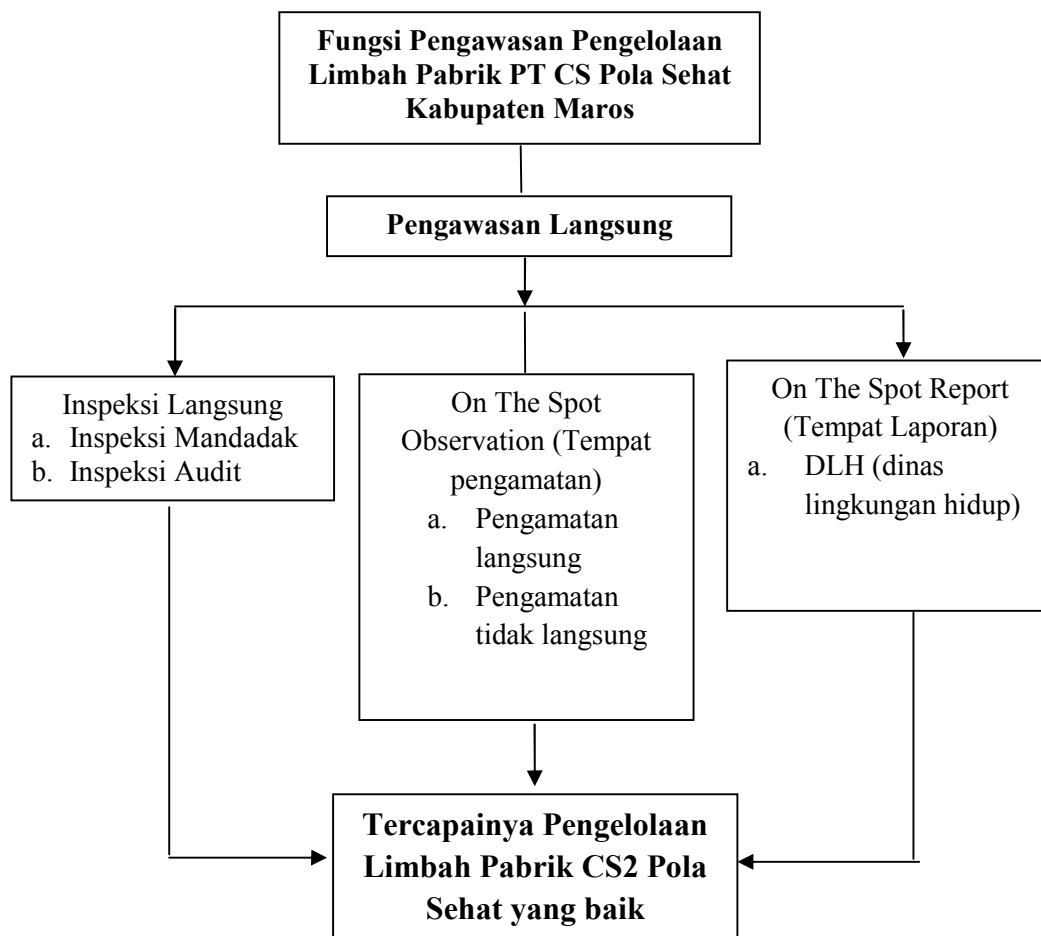 Fungsi Pengawasan Pengelolaan
Limbah Pabrik PT CS Pola Sehat
Kabupaten Maros
Pengawasan Langsung
Inspeksi Langsung
a. Inspeksi Mandadak
b. Inspeksi Audit
On The Spot
Observation (Tempat
pengamatan)
a. Pengamatan
langsung
b. Pengamatan
tidak langsung
On The Spot Report
(Tempat Laporan)
a. DLH (dinas
lingkungan hidup)
Tercapainya Pengelolaan
Limbah Pabrik CS2 Pola
Sehat yang baik